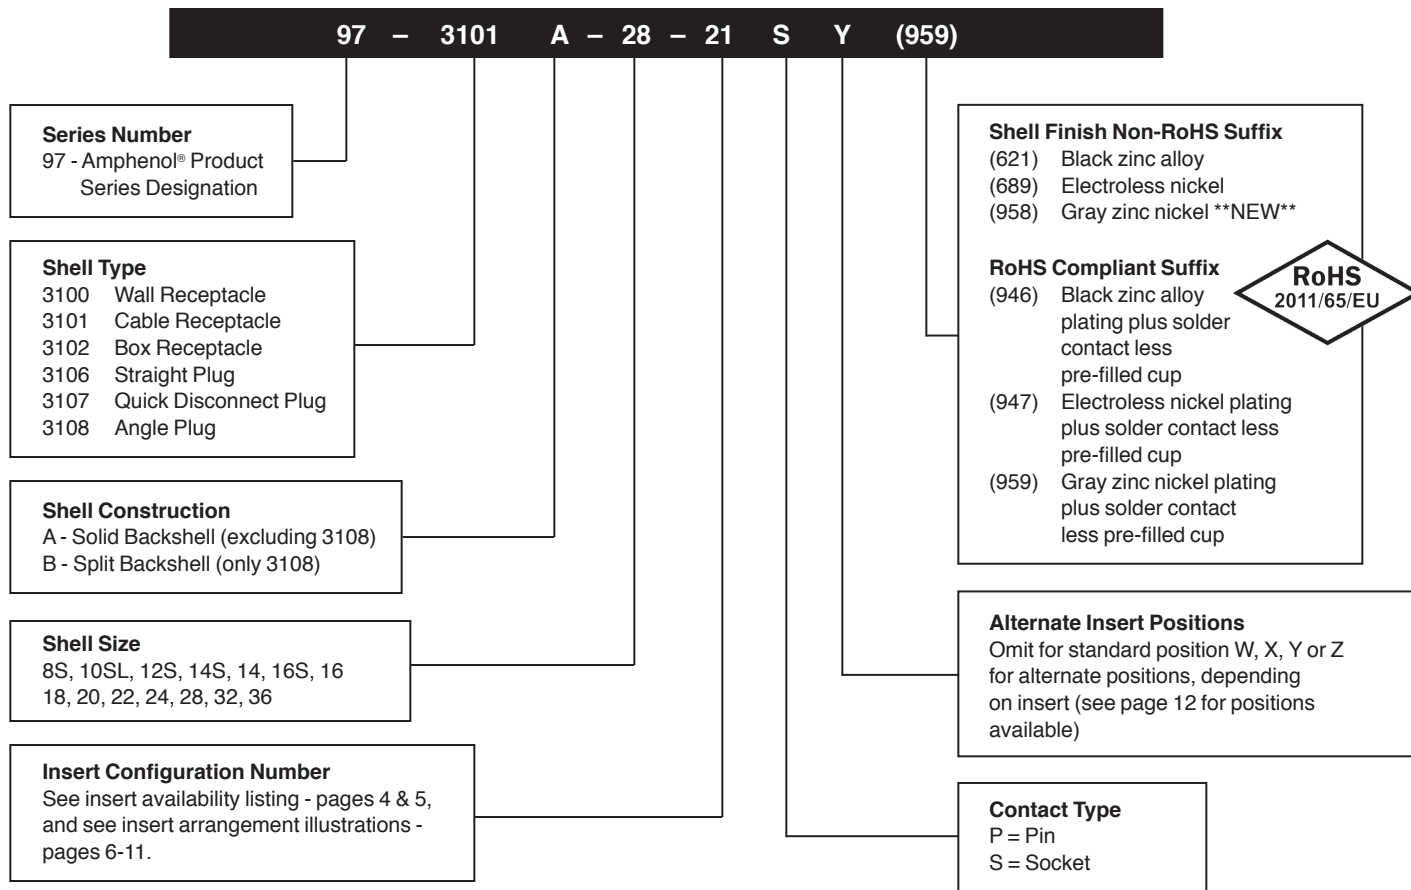 97 – 3101 A – 28 – 21 S Y (959)
Series Number
97 - Amphenol® Product
Series Designation
Shell Type
3100 Wall Receptacle
3101 Cable Receptacle
3102 Box Receptacle
3106 Straight Plug
3107 Quick Disconnect Plug
3108 Angle Plug
Shell Construction
A - Solid Backshell (excluding 3108)
B - Split Backshell (only 3108)
Shell Size
8S, 10SL, 12S, 14S, 14, 16S, 16
18, 20, 22, 24, 28, 32, 36
Insert Configuration Number
See insert availability listing - pages 4 & 5,
and see insert arrangement illustrations -
pages 6-11.
Shell Finish Non-RoHS Suffix
(621) Black zinc alloy
(689) Electroless nickel
(958) Gray zinc nickel **NEW**
RoHS Compliant Suffix
(946) Black zinc alloy
plating plus solder
contact less
pre-filled cup
(947) Electroless nickel plating
plus solder contact less
pre-filled cup
(959) Gray zinc nickel plating
plus solder contact
less pre-filled cup
RoHS
2011/65/EU
Alternate Insert Positions
Omit for standard position W, X, Y or Z
for alternate positions, depending
on insert (see page 12 for positions
available)
Contact Type
P = Pin
S = Socket